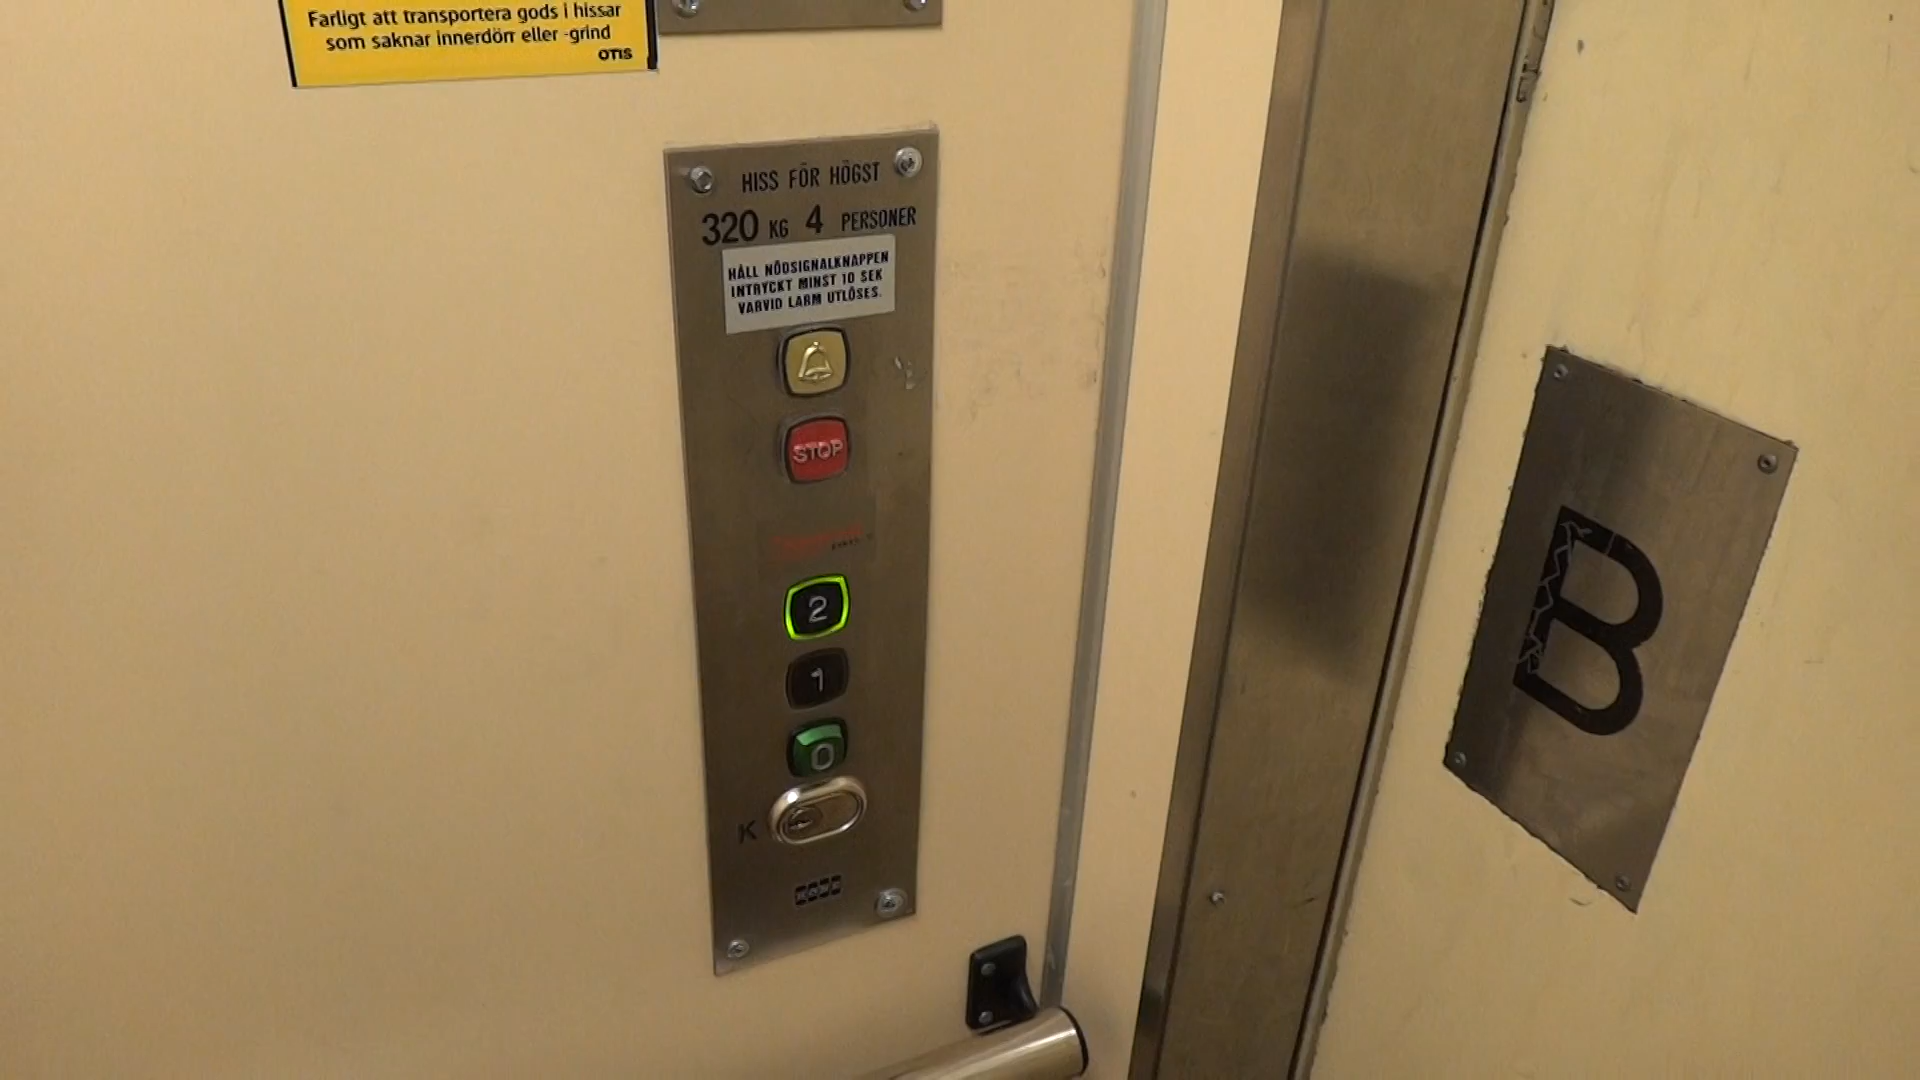 Farligt att transportera gods i hissar
som saknar innerdörr eller -grind
OTIS
HISS FÖR HÖGST
320 KG 4 PERSONER
HÅLL NÖDSIGNALKNAPPEN
INTRYCKT MINST 10 SEK
VARVID LARM UTLÖSES.
STOP
2
1
0
K
KONE
B